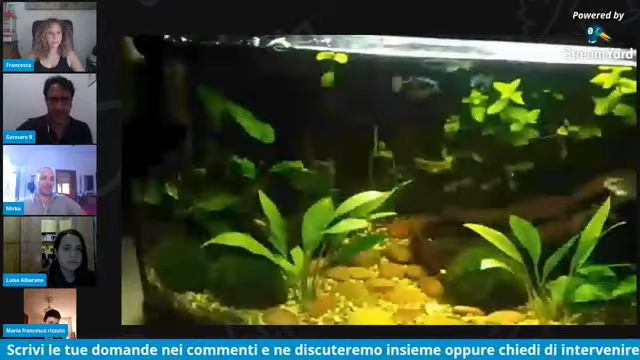 Powered by
StreamYard
Francesca
Gennaro R
Mirko
Luisa Albarano
Maria francesca rizzuto
Scrivi le tue domande nei commenti e ne discuteremo insieme oppure chiedi di intervenire